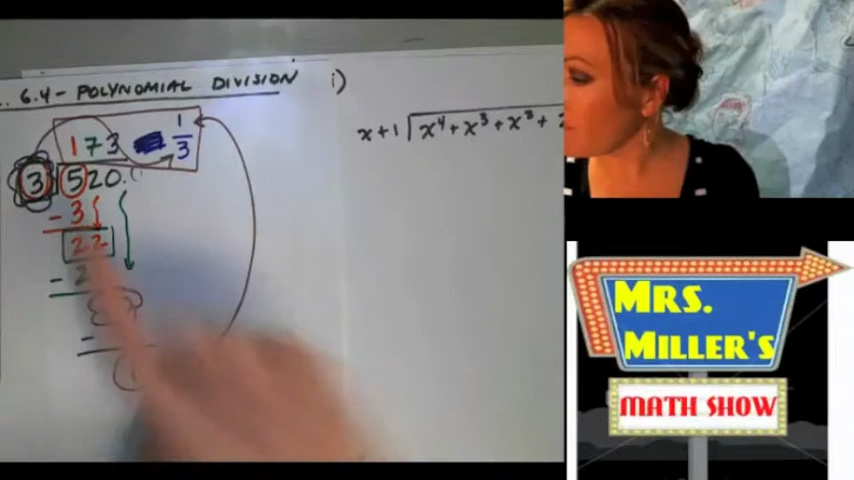 6.4 - POLYNOMIAL DIVISION
173 1/3
3 520.
- 3
22
- 2
-
i)
x+1 x⁴+x³+x²+
MRS.
MILLER'S
MATH SHOW